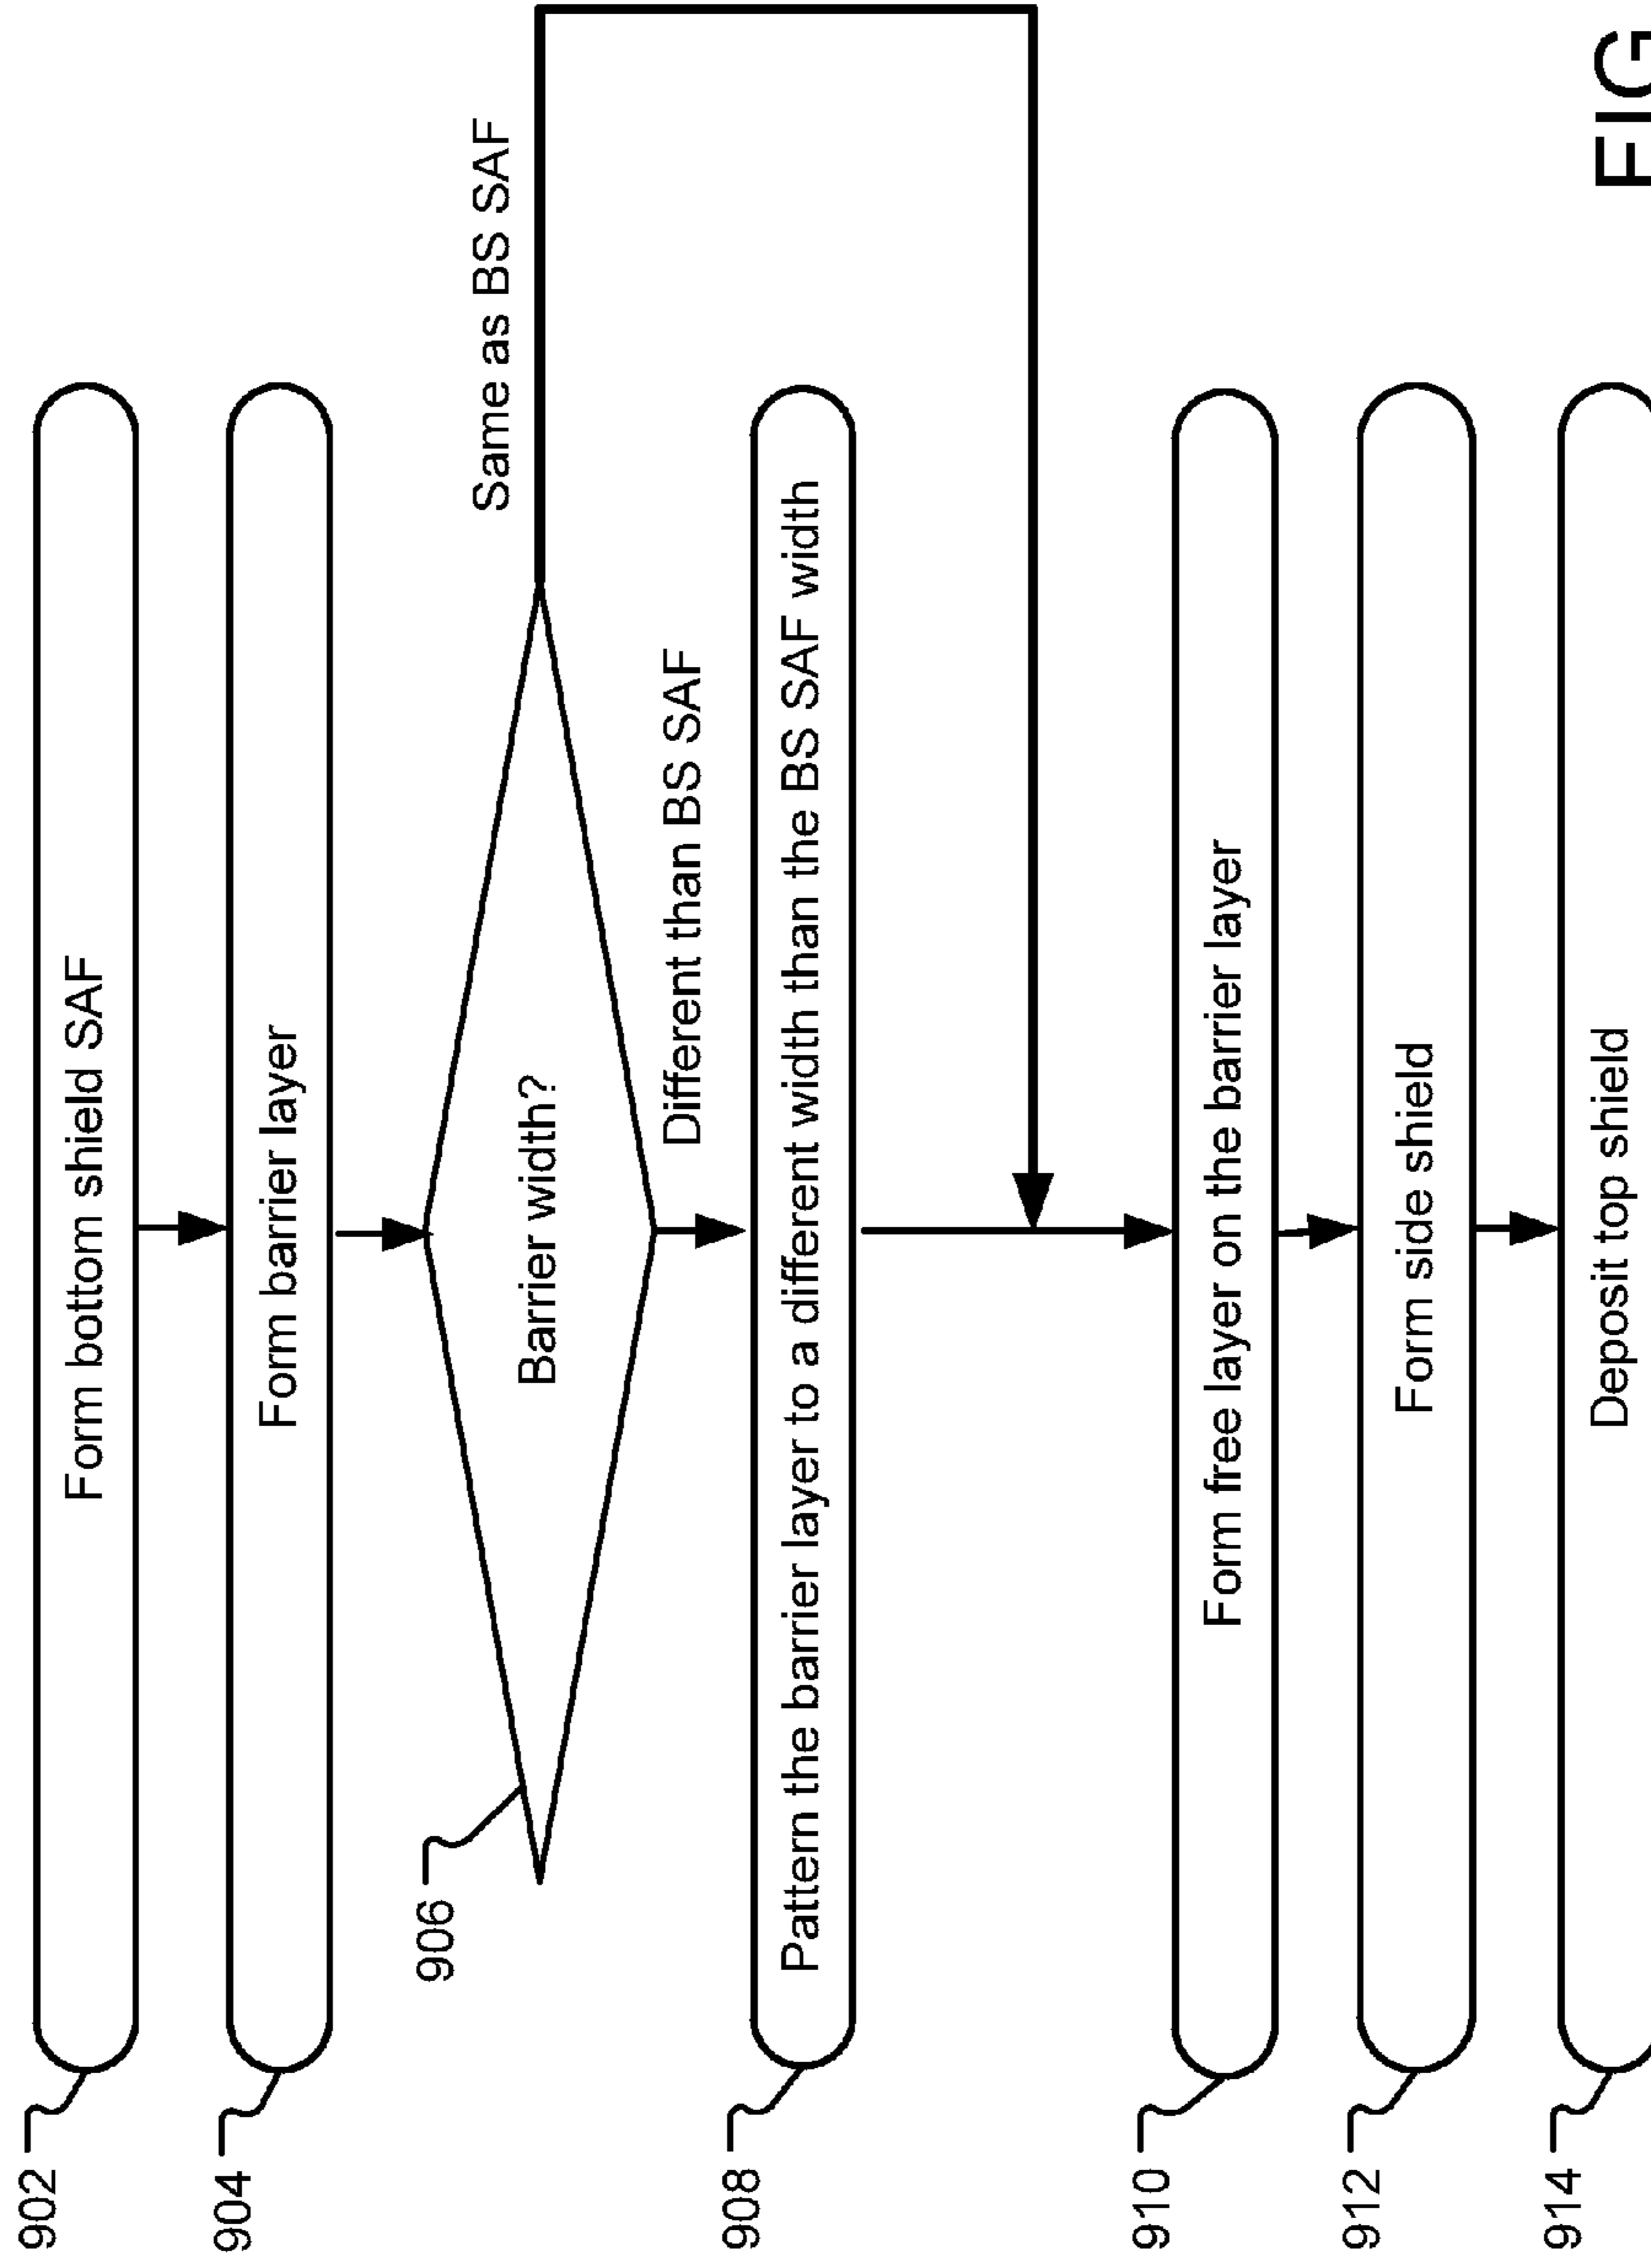 902
Form bottom shield SAF
904
Form barrier layer
906
Barrier width?
Same as BS SAF
Different than BS SAF
908
Pattern the barrier layer to a different width than the BS SAF width
910
Form free layer on the barrier layer
912
Form side shield
914
Deposit top shield
FIG